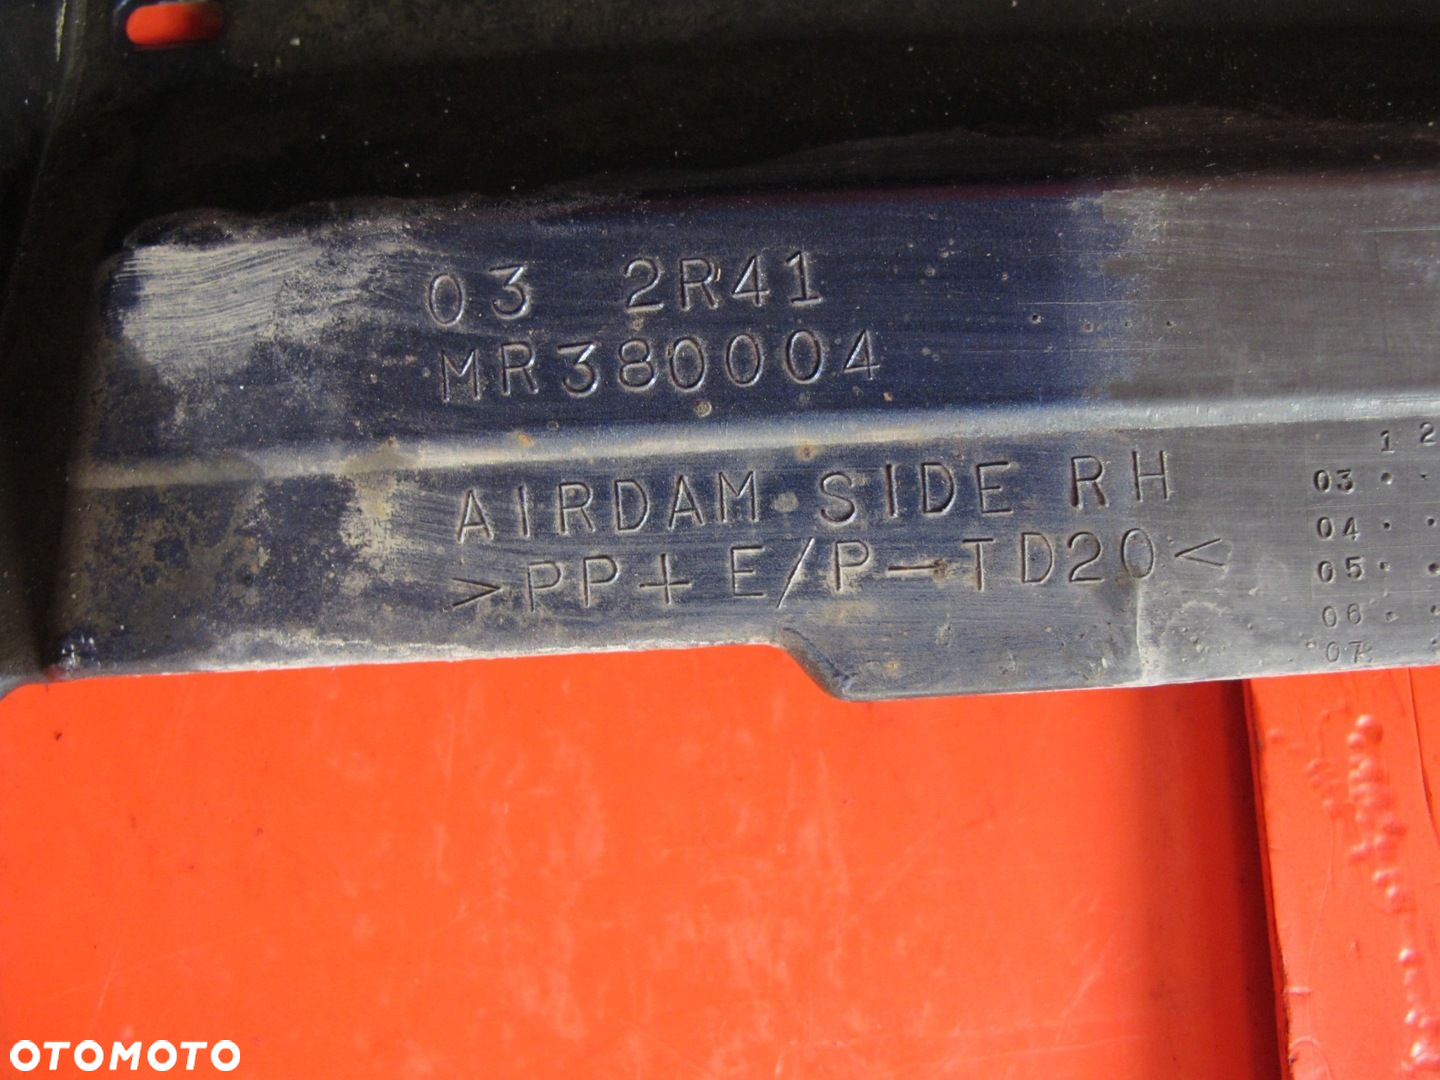 03 2R41
MR380004
AIRDAM SIDE RH
>PP+E/P-TD20<
1 2
03
04
05
06
07
OTOMOTO